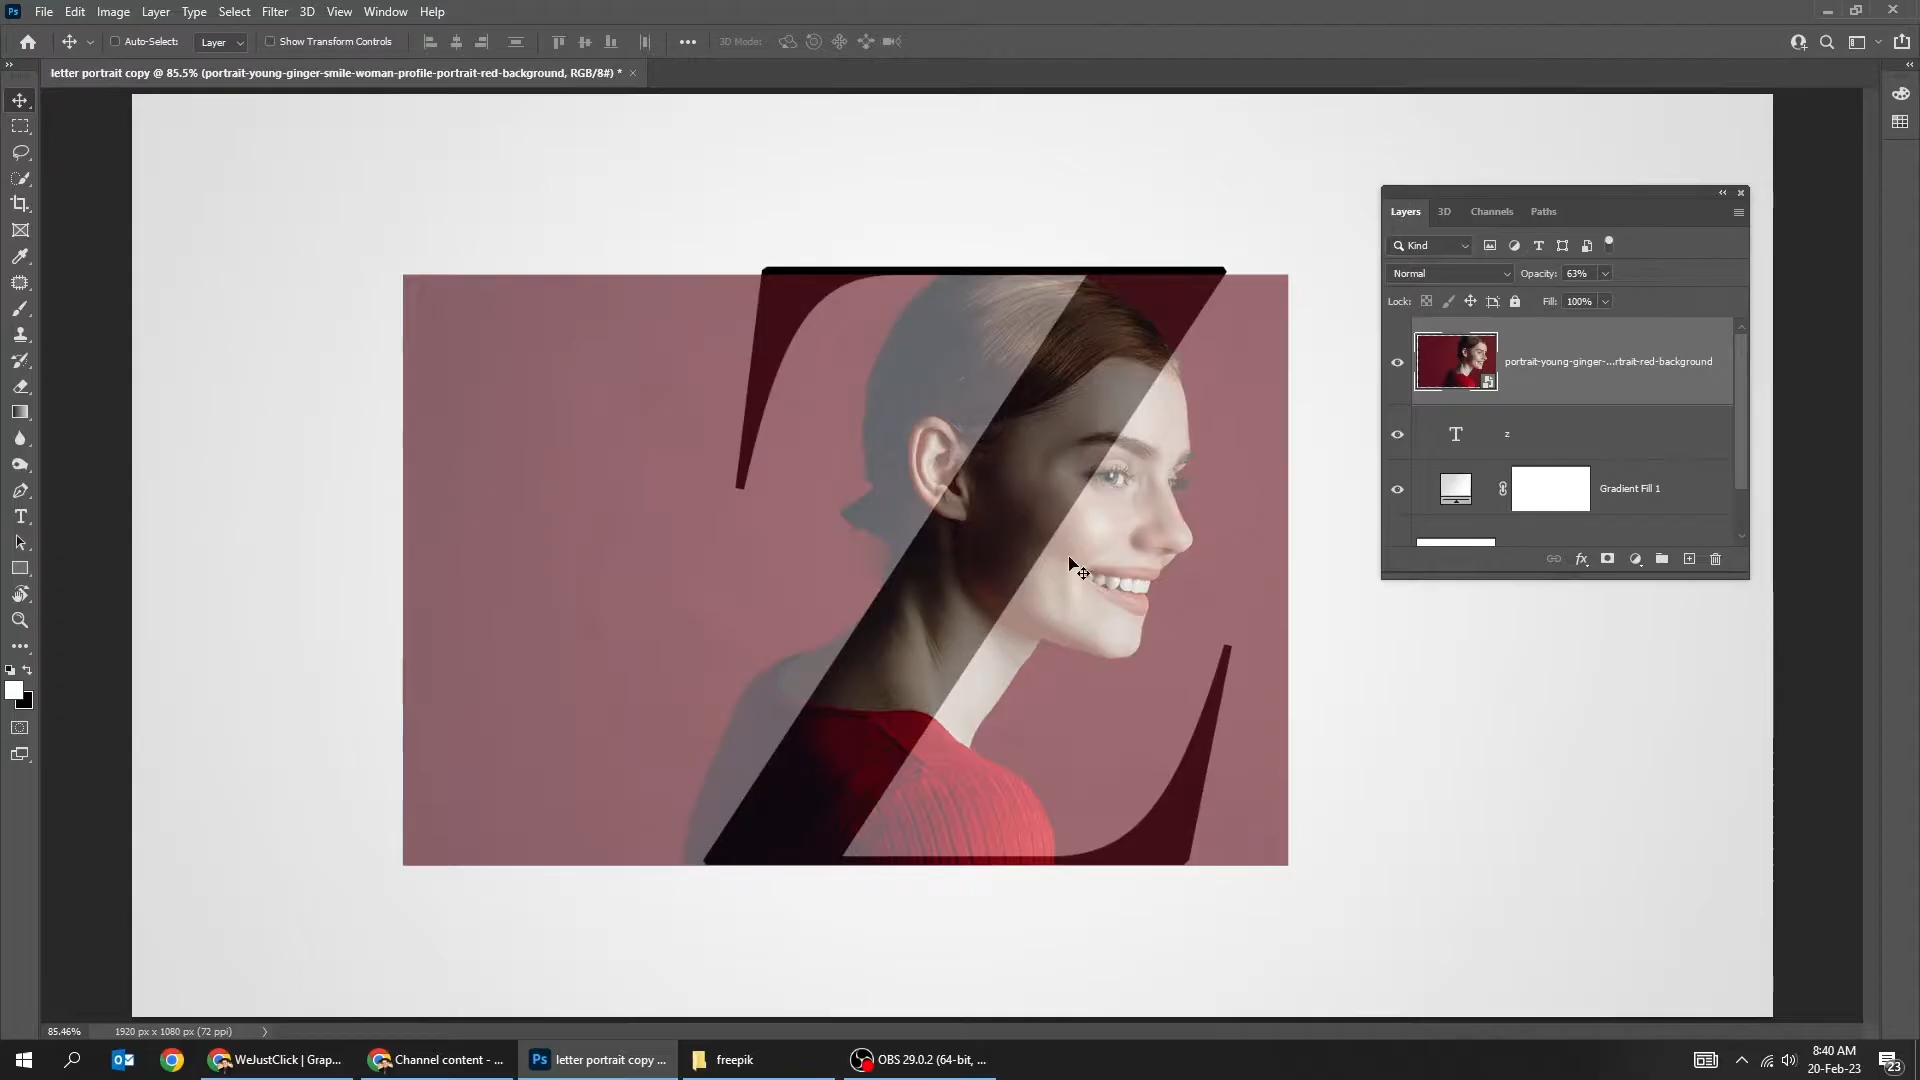 Ps File Edit Image Layer Type Select Filter 3D View Window Help
Auto-Select: Layer Show Transform Controls 3D Mode:
letter portrait copy @ 85.5% (portrait-young-ginger-smile-woman-profile-portrait-red-background, RGB/8#) *
Layers 3D Channels Paths
Kind
Normal Opacity: 63%
Lock: Fill: 100%
portrait-young-ginger-...rtrait-red-background
T z
Gradient Fill 1
fx
Z
85.46% 1920 px x 1080 px (72 ppi)
WeJustClick | Grap... Channel content - ... Ps letter portrait copy ... freepik OBS 29.0.2 (64-bit, ...
8:40 AM
20-Feb-23
23